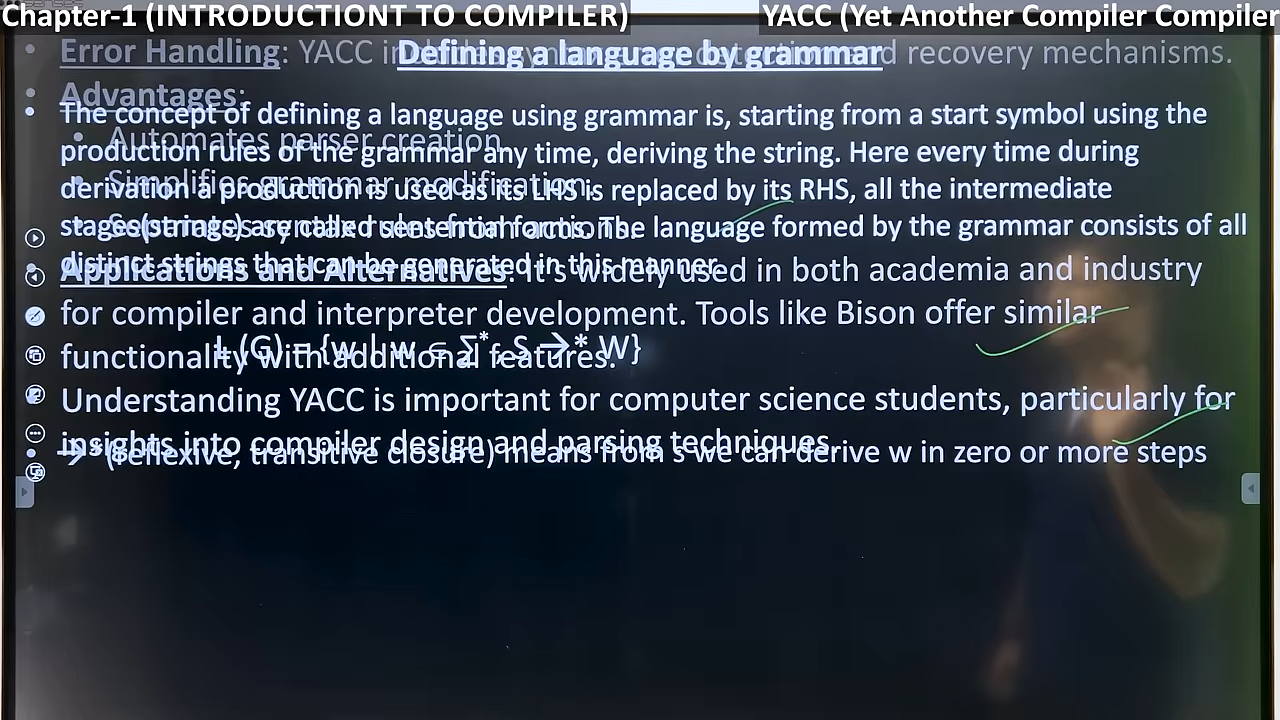 Chapter-1 (INTRODUCTIONT TO COMPILER)
YACC (Yet Another Compiler Compiler
• Error Handling: YACC includes syntax error detection and recovery mechanisms.
• Advantages:
• Automates parser creation.
• Simplifies grammar modification.
• Separates syntax rules from actions.
• Applications and Alternatives: It's widely used in both academia and industry
for compiler and interpreter development. Tools like Bison offer similar
functionality with additional features.
Understanding YACC is important for computer science students, particularly for
insights into compiler design and parsing techniques.
Defining a language by grammar
• The concept of defining a language using grammar is, starting from a start symbol using the
production rules of the grammar any time, deriving the string. Here every time during
derivation a production is used as its LHS is replaced by its RHS, all the intermediate
stages(strings) are called sentential forms. The language formed by the grammar consists of all
distinct strings that can be generated in this manner.
L (G) = {w | w ∈ ∑*, S →* W}
• →* (reflexive, transitive closure) means from s we can derive w in zero or more steps